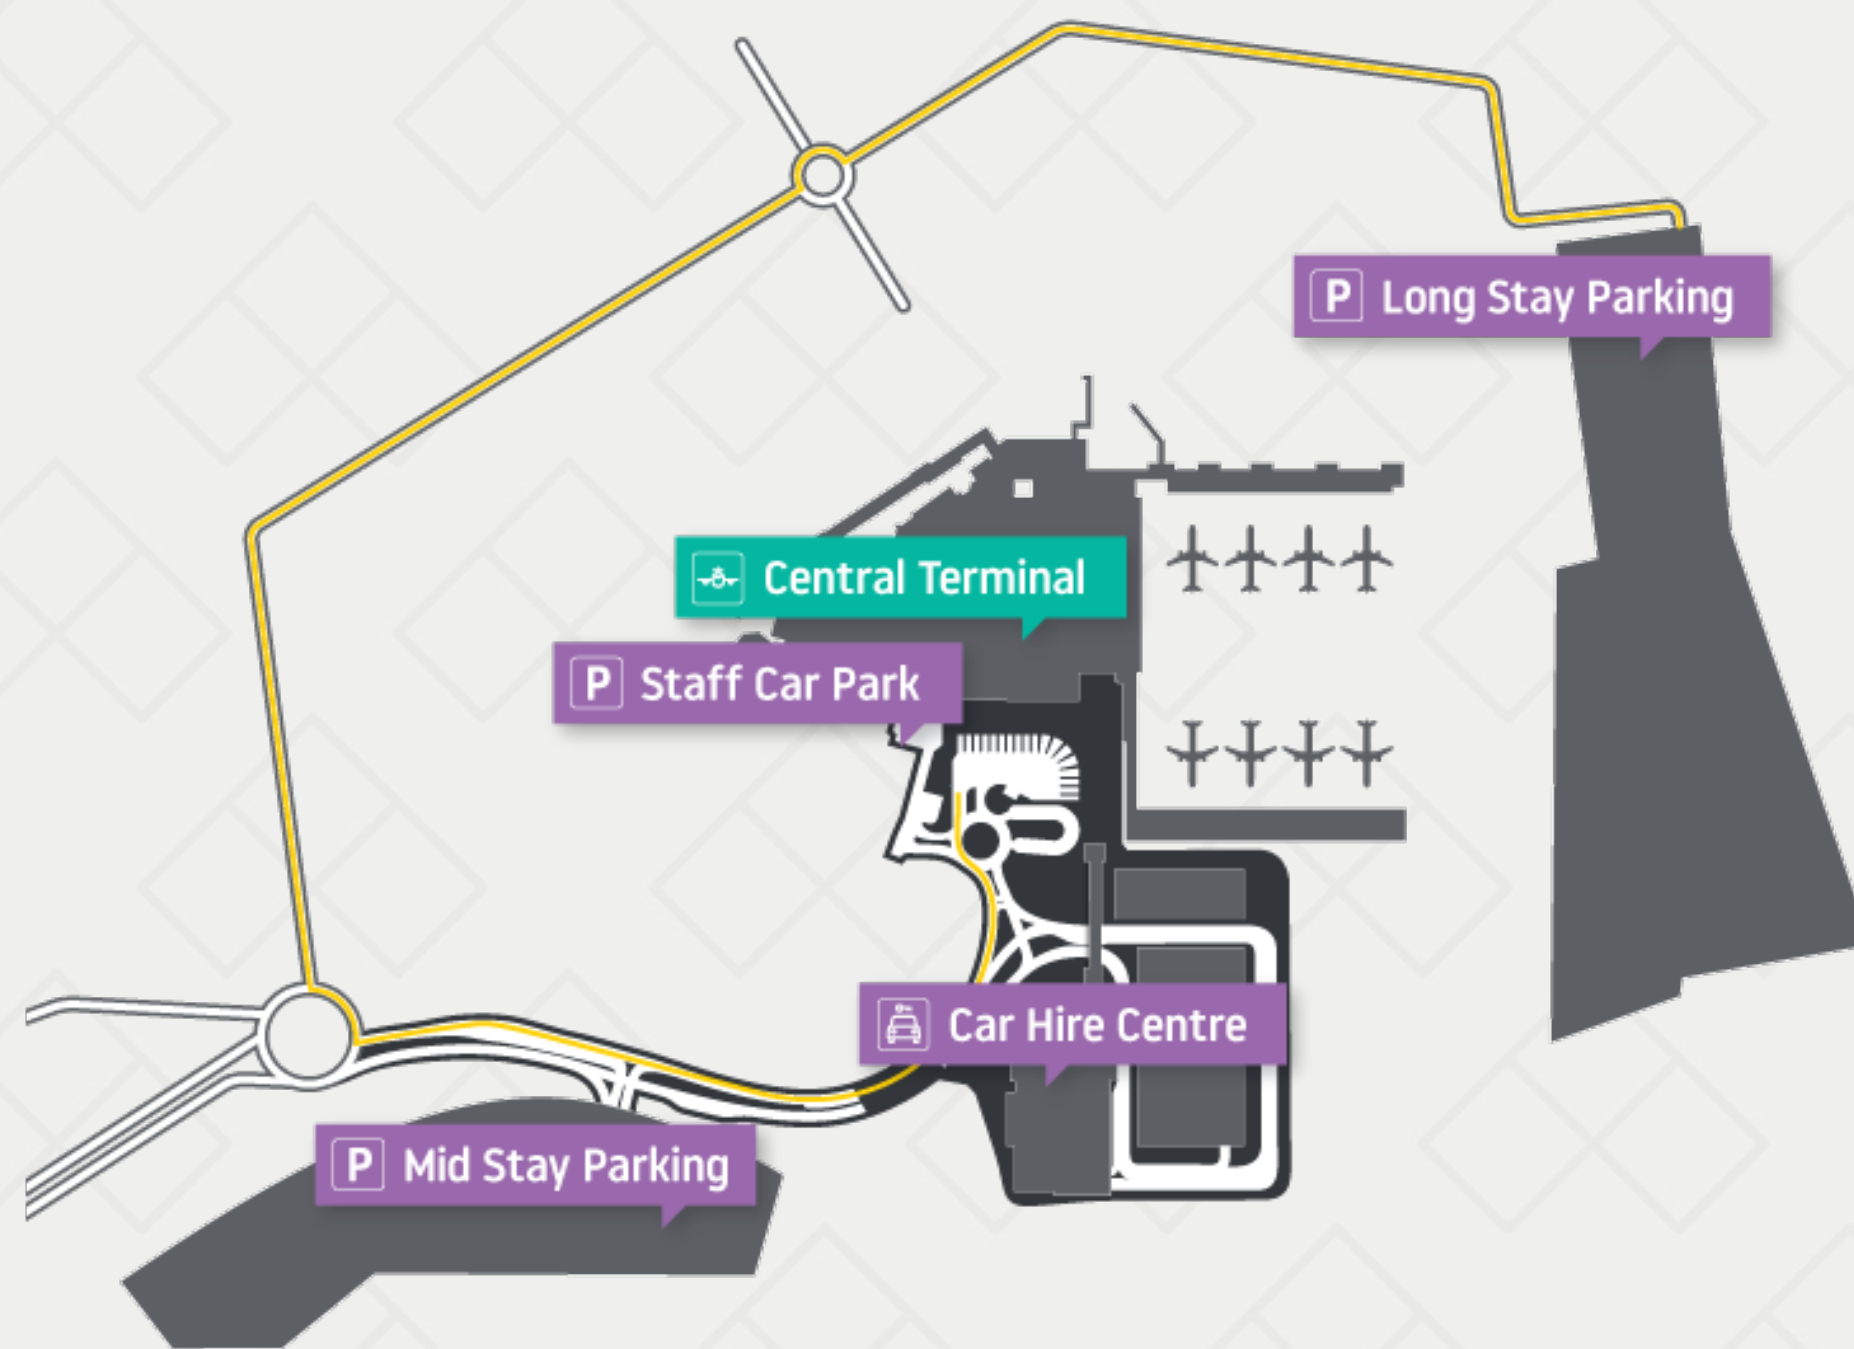 P Long Stay Parking
Central Terminal
P Staff Car Park
Car Hire Centre
P Mid Stay Parking